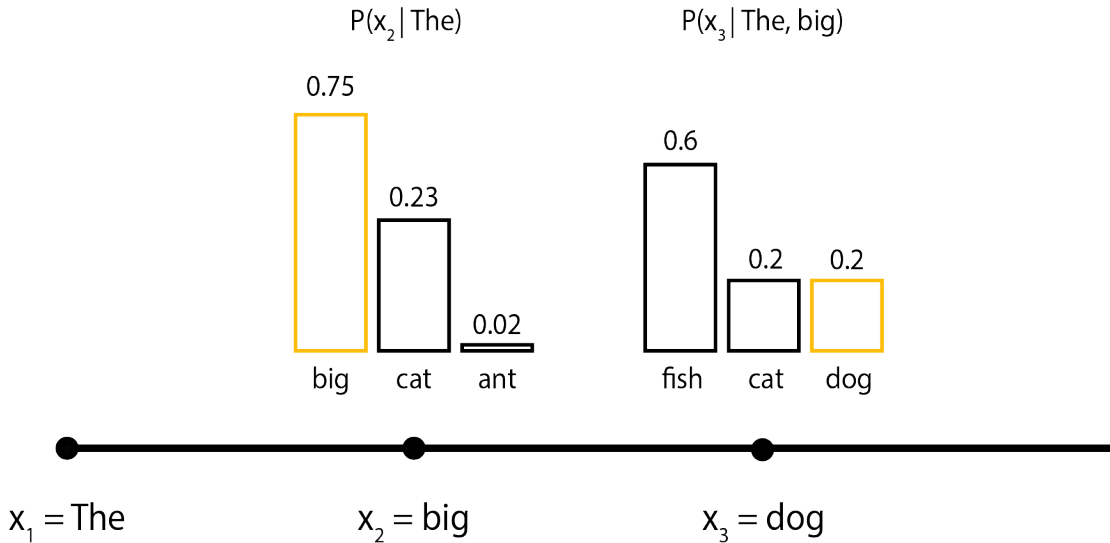 P(x₂ | The)
P(x₃ | The, big)
0.75
0.23
0.02
big
cat
ant
0.6
0.2
0.2
fish
cat
dog
x₁ = The
x₂ = big
x₃ = dog